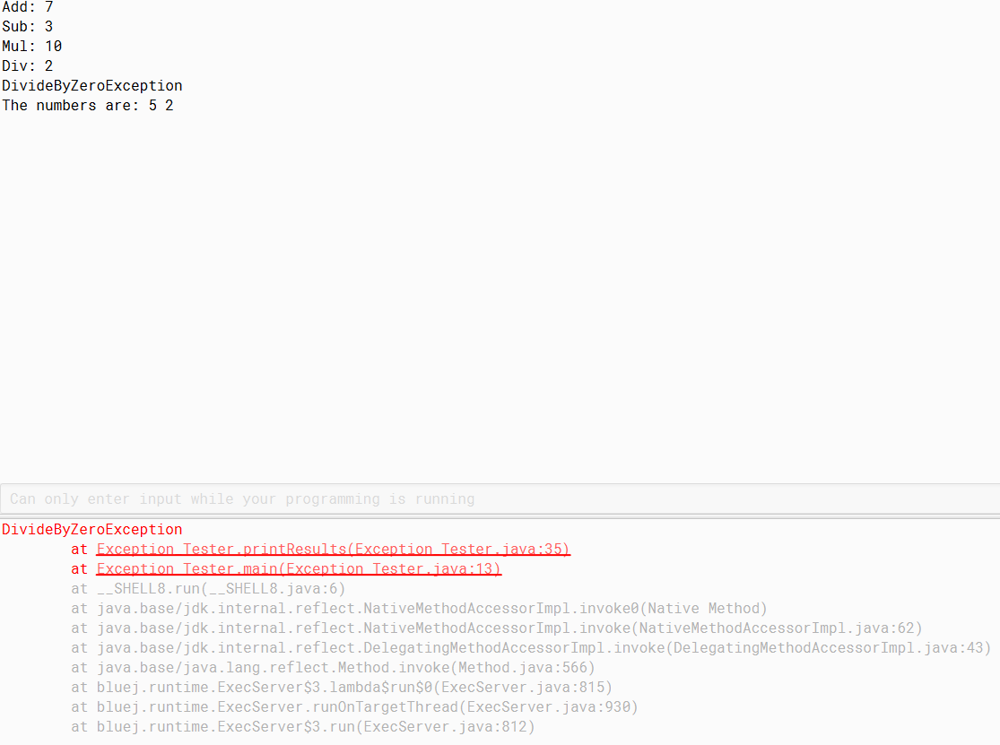 Add: 7
Sub: 3
Mul: 10
Div: 2
DivideByZeroException
The numbers are: 5 2
Can only enter input while your programming is running
DivideByZeroException
at Exception_Tester.printResults(Exception_Tester.java:35)
at Exception_Tester.main(Exception_Tester.java:13)
at __SHELL8.run(__SHELL8.java:6)
at java.base/jdk.internal.reflect.NativeMethodAccessorImpl.invoke0(Native Method)
at java.base/jdk.internal.reflect.NativeMethodAccessorImpl.invoke(NativeMethodAccessorImpl.java:62)
at java.base/jdk.internal.reflect.DelegatingMethodAccessorImpl.invoke(DelegatingMethodAccessorImpl.java:43)
at java.base/java.lang.reflect.Method.invoke(Method.java:566)
at bluej.runtime.ExecServer$3.lambda$run$0(ExecServer.java:815)
at bluej.runtime.ExecServer.runOnTargetThread(ExecServer.java:930)
at bluej.runtime.ExecServer$3.run(ExecServer.java:812)